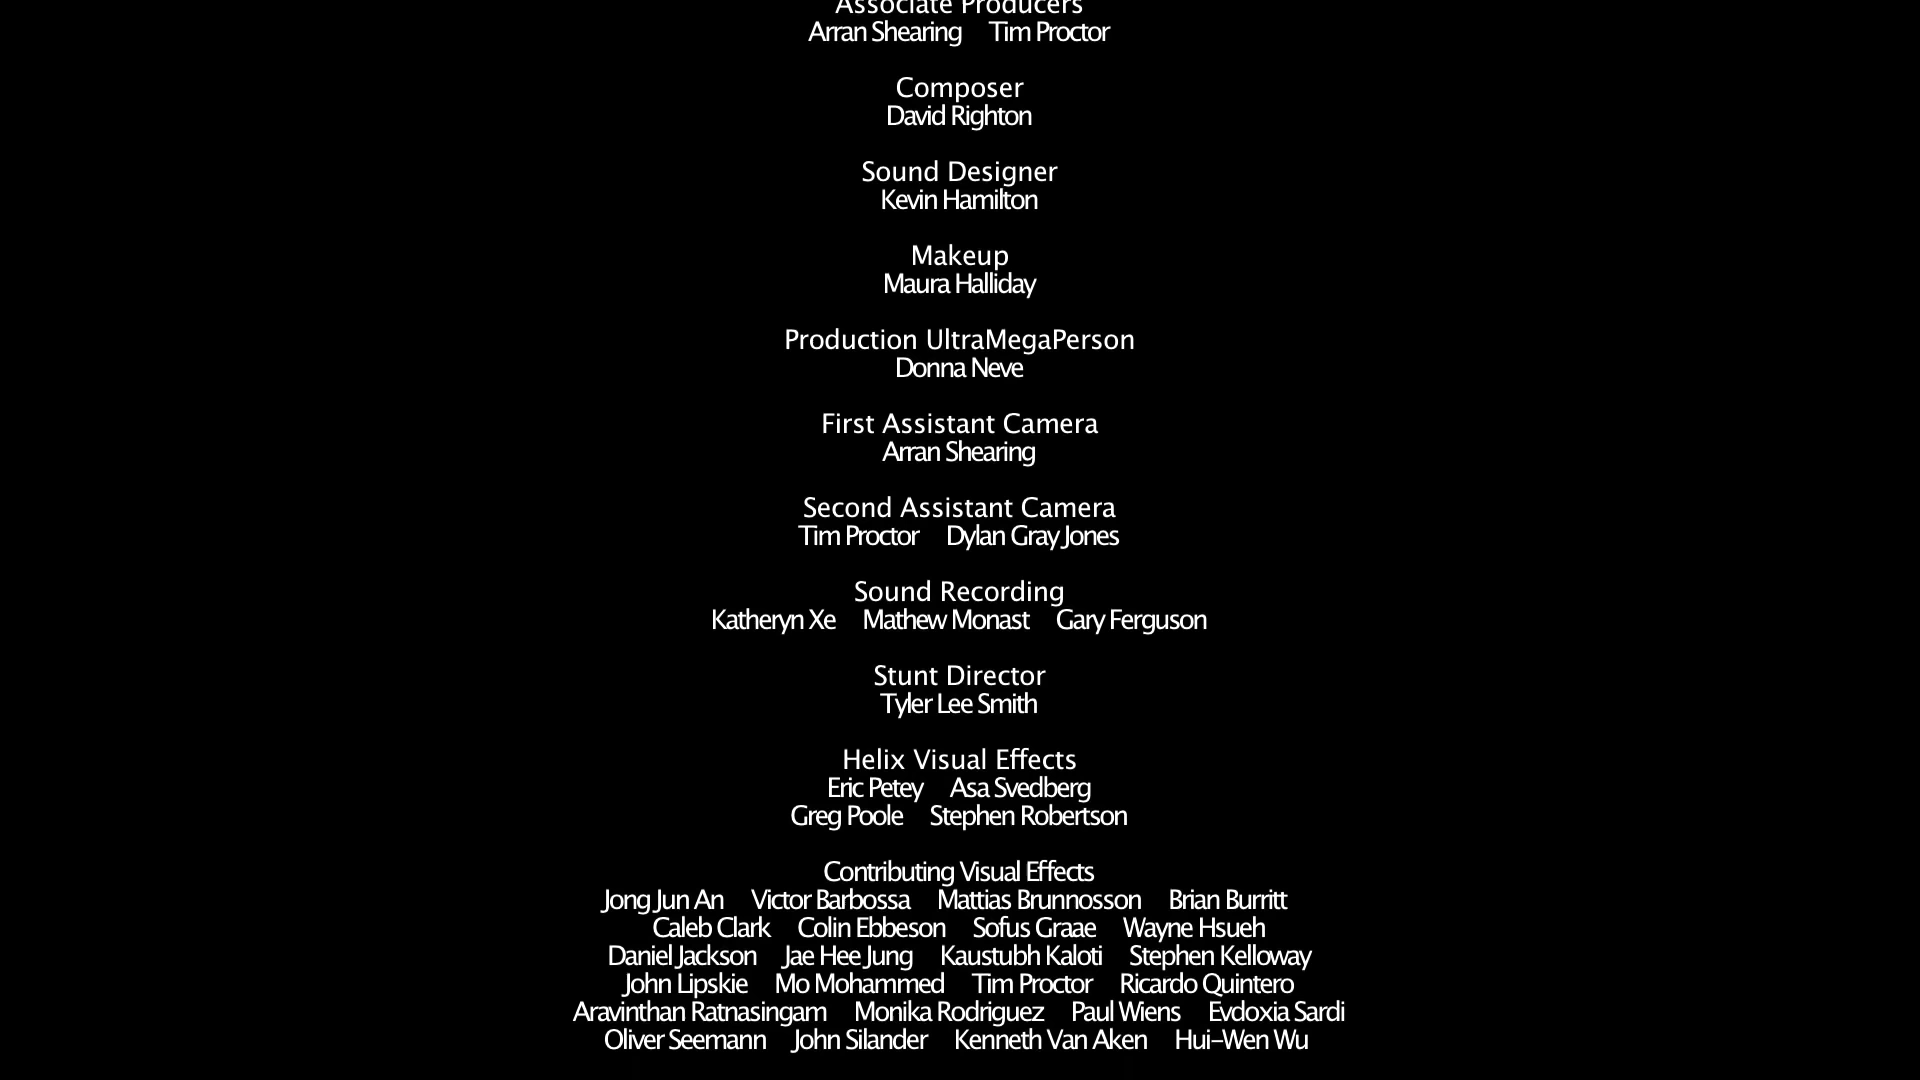 Associate Producers
Arran Shearing Tim Proctor
Composer
David Righton
Sound Designer
Kevin Hamilton
Makeup
Maura Halliday
Production UltraMegaPerson
Donna Neve
First Assistant Camera
Arran Shearing
Second Assistant Camera
Tim Proctor Dylan Gray Jones
Sound Recording
Katheryn Xe Mathew Monast Gary Ferguson
Stunt Director
Tyler Lee Smith
Helix Visual Effects
Eric Petey Asa Svedberg
Greg Poole Stephen Robertson
Contributing Visual Effects
Jong Jun An Victor Barbossa Mattias Brunnosson Brian Burritt
Caleb Clark Colin Ebbeson Sofus Graae Wayne Hsueh
Daniel Jackson Jae Hee Jung Kaustubh Kaloti Stephen Kelloway
John Lipskie Mo Mohammed Tim Proctor Ricardo Quintero
Aravinthan Ratnasingam Monika Rodriguez Paul Wiens Evdoxia Sardi
Oliver Seemann John Silander Kenneth Van Aken Hui-Wen Wu